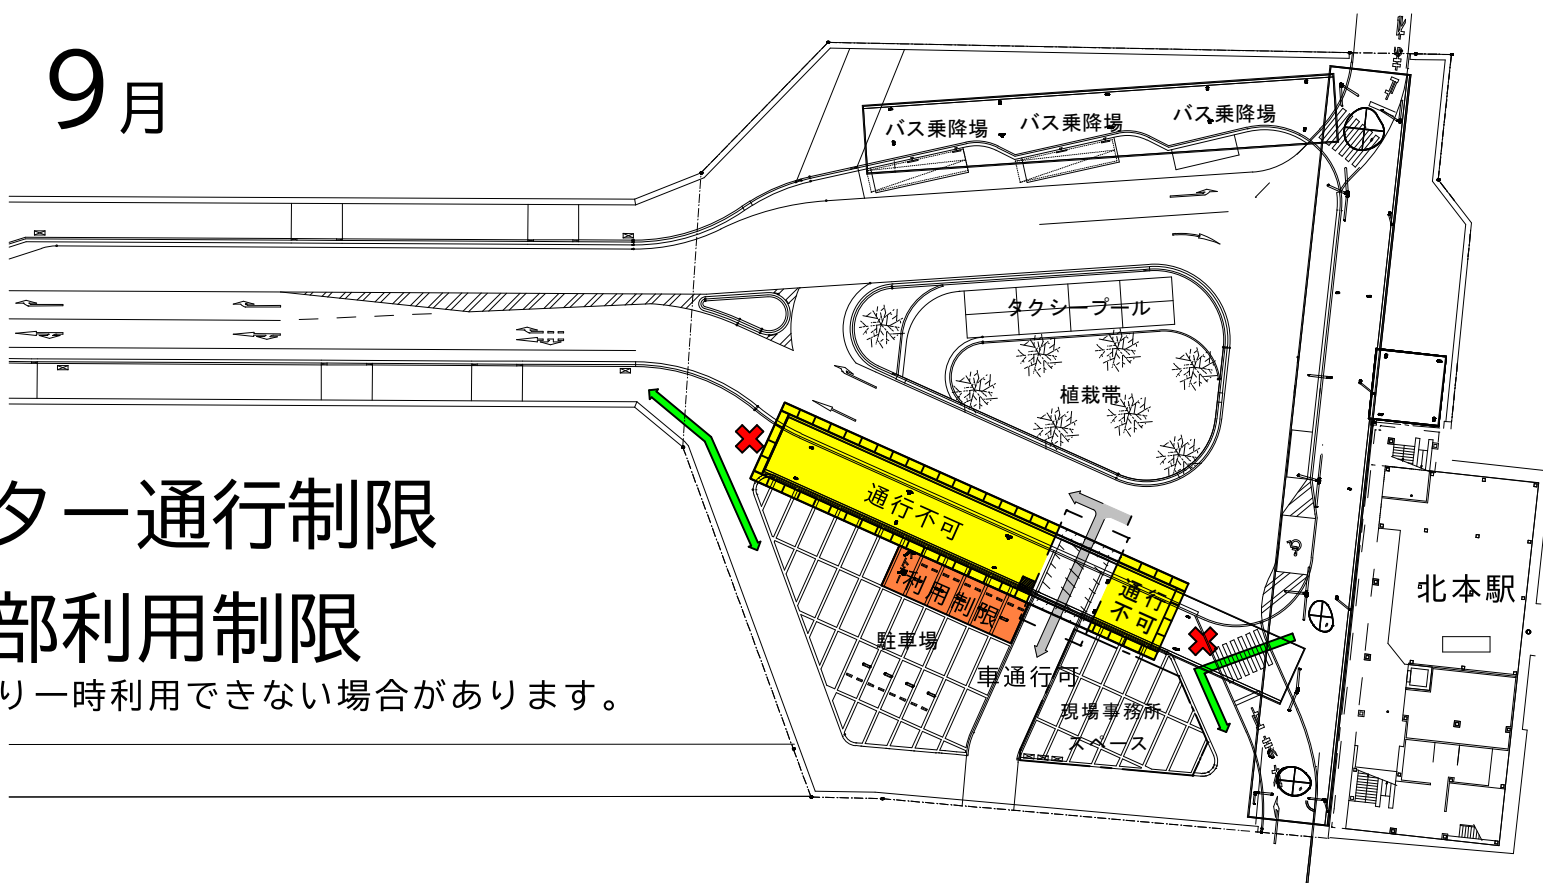 9月
バス乗降場
バス乗降場
バス乗降場
タクシープール
植栽帯
ター通行制限
通行不可
部利用制限
利用制限
通行
不可
北本駅
駐車場
車通行可
り一時利用できない場合があります。
現場事務所
スペース